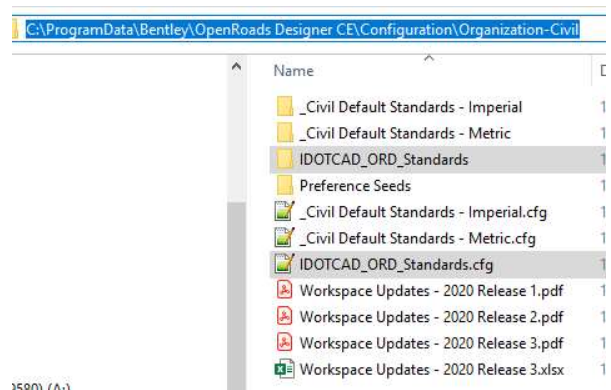 C:\ProgramData\Bentley\OpenRoads Designer CE\Configuration\Organization-Civil
Name
_Civil Default Standards - Imperial
_Civil Default Standards - Metric
IDOTCAD_ORD_Standards
Preference Seeds
_Civil Default Standards - Imperial.cfg
_Civil Default Standards - Metric.cfg
IDOTCAD_ORD_Standards.cfg
Workspace Updates - 2020 Release 1.pdf
Workspace Updates - 2020 Release 2.pdf
Workspace Updates - 2020 Release 3.pdf
Workspace Updates - 2020 Release 3.xlsx